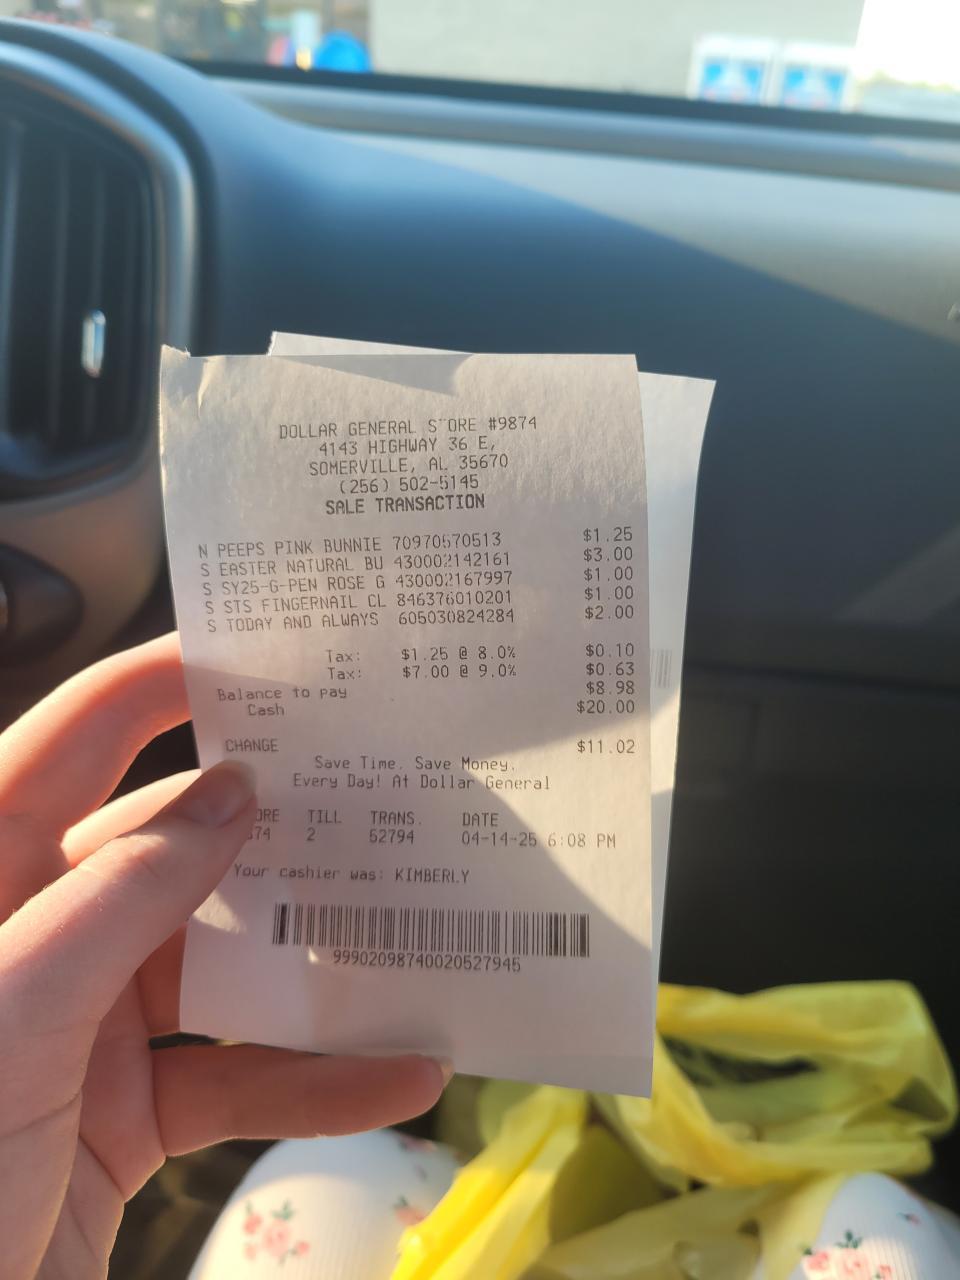 DOLLAR GENERAL STORE #9874
4143 HIGHWAY 36 E,
SOMERVILLE, AL 35670
(256) 502-5145
SALE TRANSACTION
N PEEPS PINK BUNNIE 70970570513 $1.25
S EASTER NATURAL BU 430002142161 $3.00
S SY25-G-PEN ROSE G 430002167997 $1.00
S STS FINGERNAIL CL 846376010201 $1.00
S TODAY AND ALWAYS 605030824284 $2.00
Tax: $1.25 @ 8.0% $0.10
Tax: $7.00 @ 9.0% $0.63
Balance to pay $8.98
Cash $20.00
CHANGE $11.02
Save Time. Save Money.
Every Day! At Dollar General
ORE TILL TRANS. DATE
74 2 52794 04-14-25 6:08 PM
Your cashier was: KIMBERLY
99902098740020527945